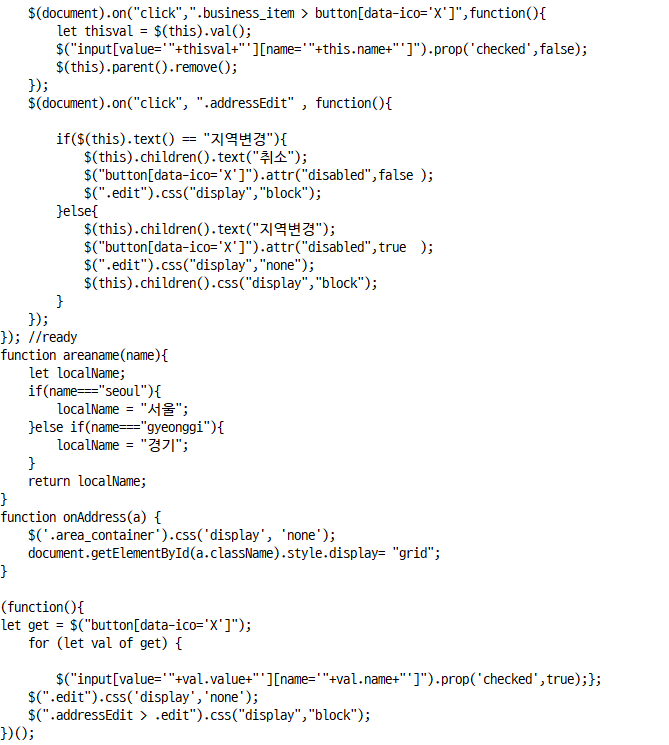 $(document).on("click",".business_item > button[data-ico='X']",function(){
let thisval = $(this).val();
$("input[value='"+thisval+"'][name='"+this.name+"']").prop('checked',false);
$(this).parent().remove();
});
$(document).on("click", ".addressEdit" , function(){
if($(this).text() == "지역변경"){
$(this).children().text("취소");
$("button[data-ico='X']").attr("disabled",false );
$(".edit").css("display","block");
}else{
$(this).children().text("지역변경");
$("button[data-ico='X']").attr("disabled",true  );
$(".edit").css("display","none");
$(this).children().css("display","block");
}
});
}); //ready
function areaname(name){
let localName;
if(name==="seoul"){
localName = "서울";
}else if(name==="gyeonggi"){
localName = "경기";
}
return localName;
}
function onAddress(a) {
$('.area_container').css('display', 'none');
document.getElementById(a.className).style.display= "grid";
}
(function(){
let get = $("button[data-ico='X']");
for (let val of get) {
$("input[value='"+val.value+"'][name='"+val.name+"']").prop('checked',true);};
$(".edit").css('display','none');
$(".addressEdit > .edit").css("display","block");
})();